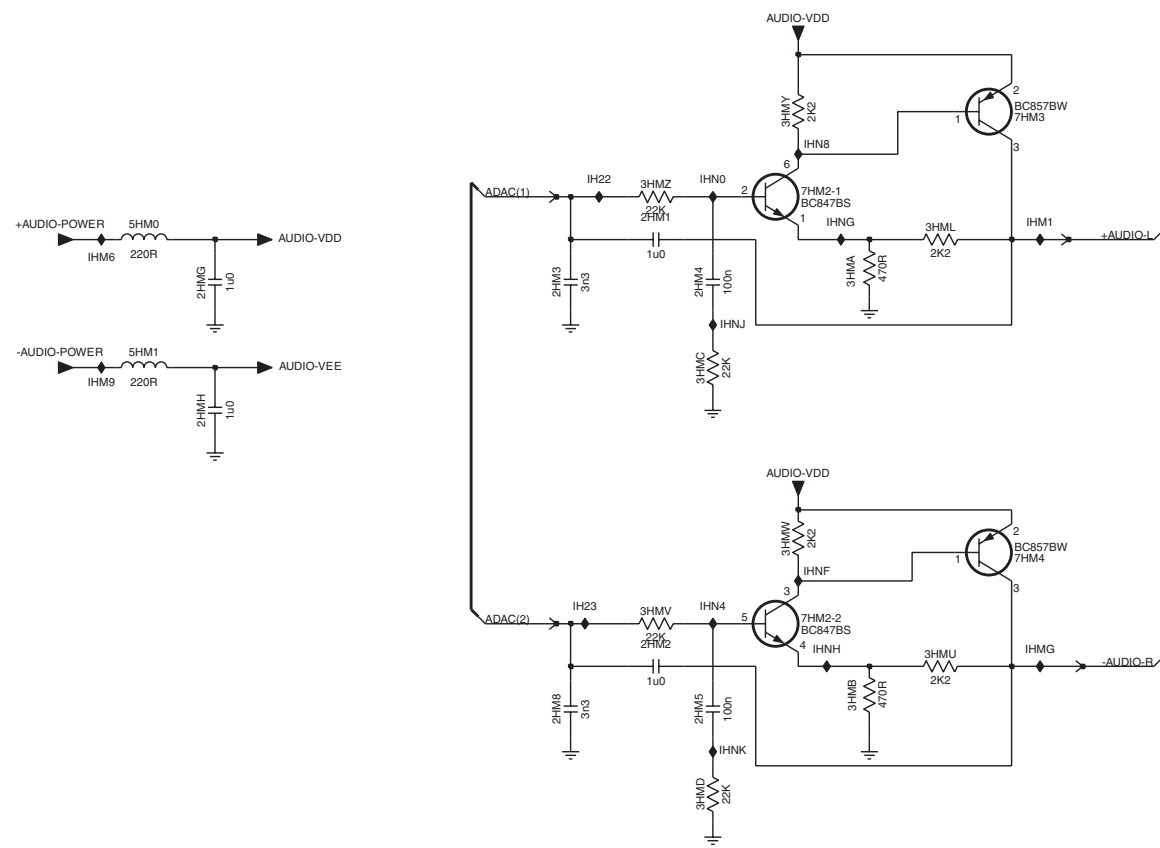 AUDIO-VDD
3HMY
2K2
2
BC857BW
7HM3
1
3
IHN8
6
ADAC(1)
IH22
3HMZ
22K
IHN0
2
7HM2-1
BC847BS
1
2HM1
1u0
IHNG
3HML
2K2
IHM1
+AUDIO-L
3HMA
470R
2HM3
3n3
2HM4
100n
IHNJ
3HMC
22K
+AUDIO-POWER
5HM0
AUDIO-VDD
IHM6
220R
2HMG
1u0
-AUDIO-POWER
5HM1
AUDIO-VEE
IHM9
220R
2HMH
1u0
AUDIO-VDD
3HMW
2K2
2
BC857BW
7HM4
1
3
IHNF
3
ADAC(2)
IH23
3HMV
22K
IHN4
5
7HM2-2
BC847BS
4
2HM2
1u0
IHNH
3HMU
2K2
IHMG
-AUDIO-R
3HMB
470R
2HM8
3n3
2HM5
100n
IHNK
3HMD
22K